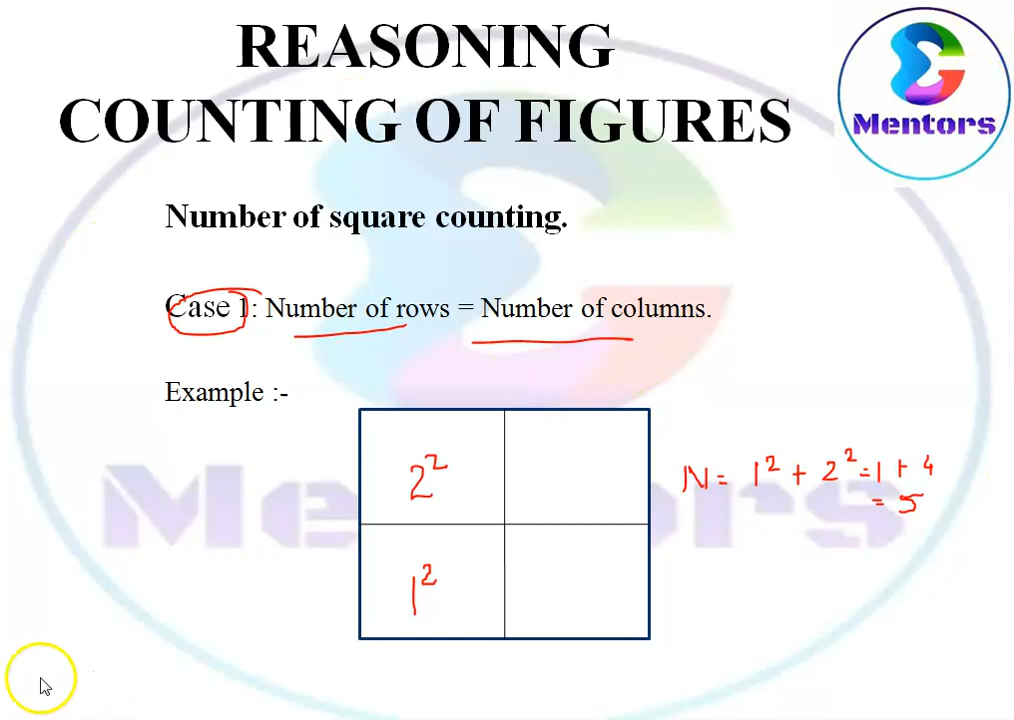 REASONING
COUNTING OF FIGURES
Mentors
Number of square counting.
Case 1: Number of rows = Number of columns.
Example :-
2²
N = 1² + 2² = 1 + 4
= 5
1²
Mentors